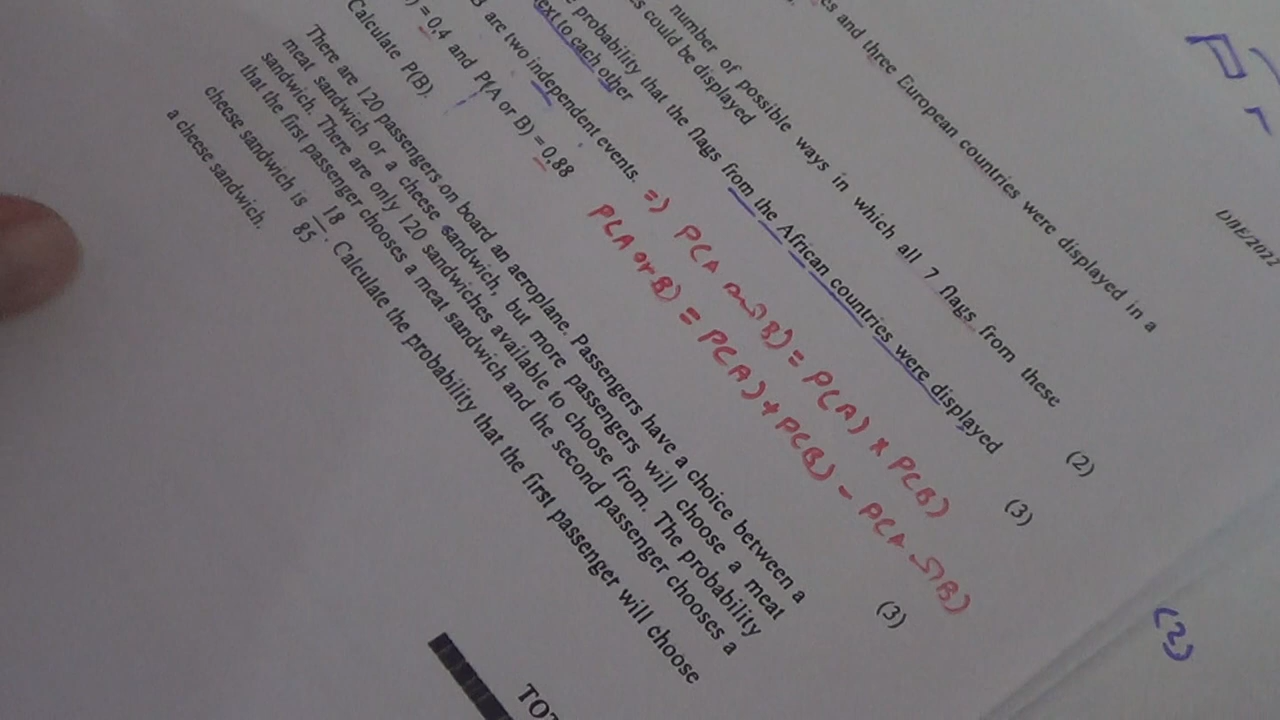 DBE/2022
and three European countries were displayed in a
number of possible ways in which all 7 flags from these
could be displayed
(2)
probability that the flags from the African countries were displayed
to each other
(3)
are two independent events. => P(A and B) = P(A) x P(B)
= 0,4 and P(A or B) = 0,88
P(A or B) = P(A) + P(B) - P(A and B)
Calculate P(B).
(3)
There are 120 passengers on board an aeroplane. Passengers have a choice between a
meat sandwich or a cheese sandwich, but more passengers will choose a meat
sandwich. There are only 120 sandwiches available to choose from. The probability
that the first passenger chooses a meat sandwich and the second passenger chooses a
cheese sandwich is 18/85. Calculate the probability that the first passenger will choose
a cheese sandwich.
(2)